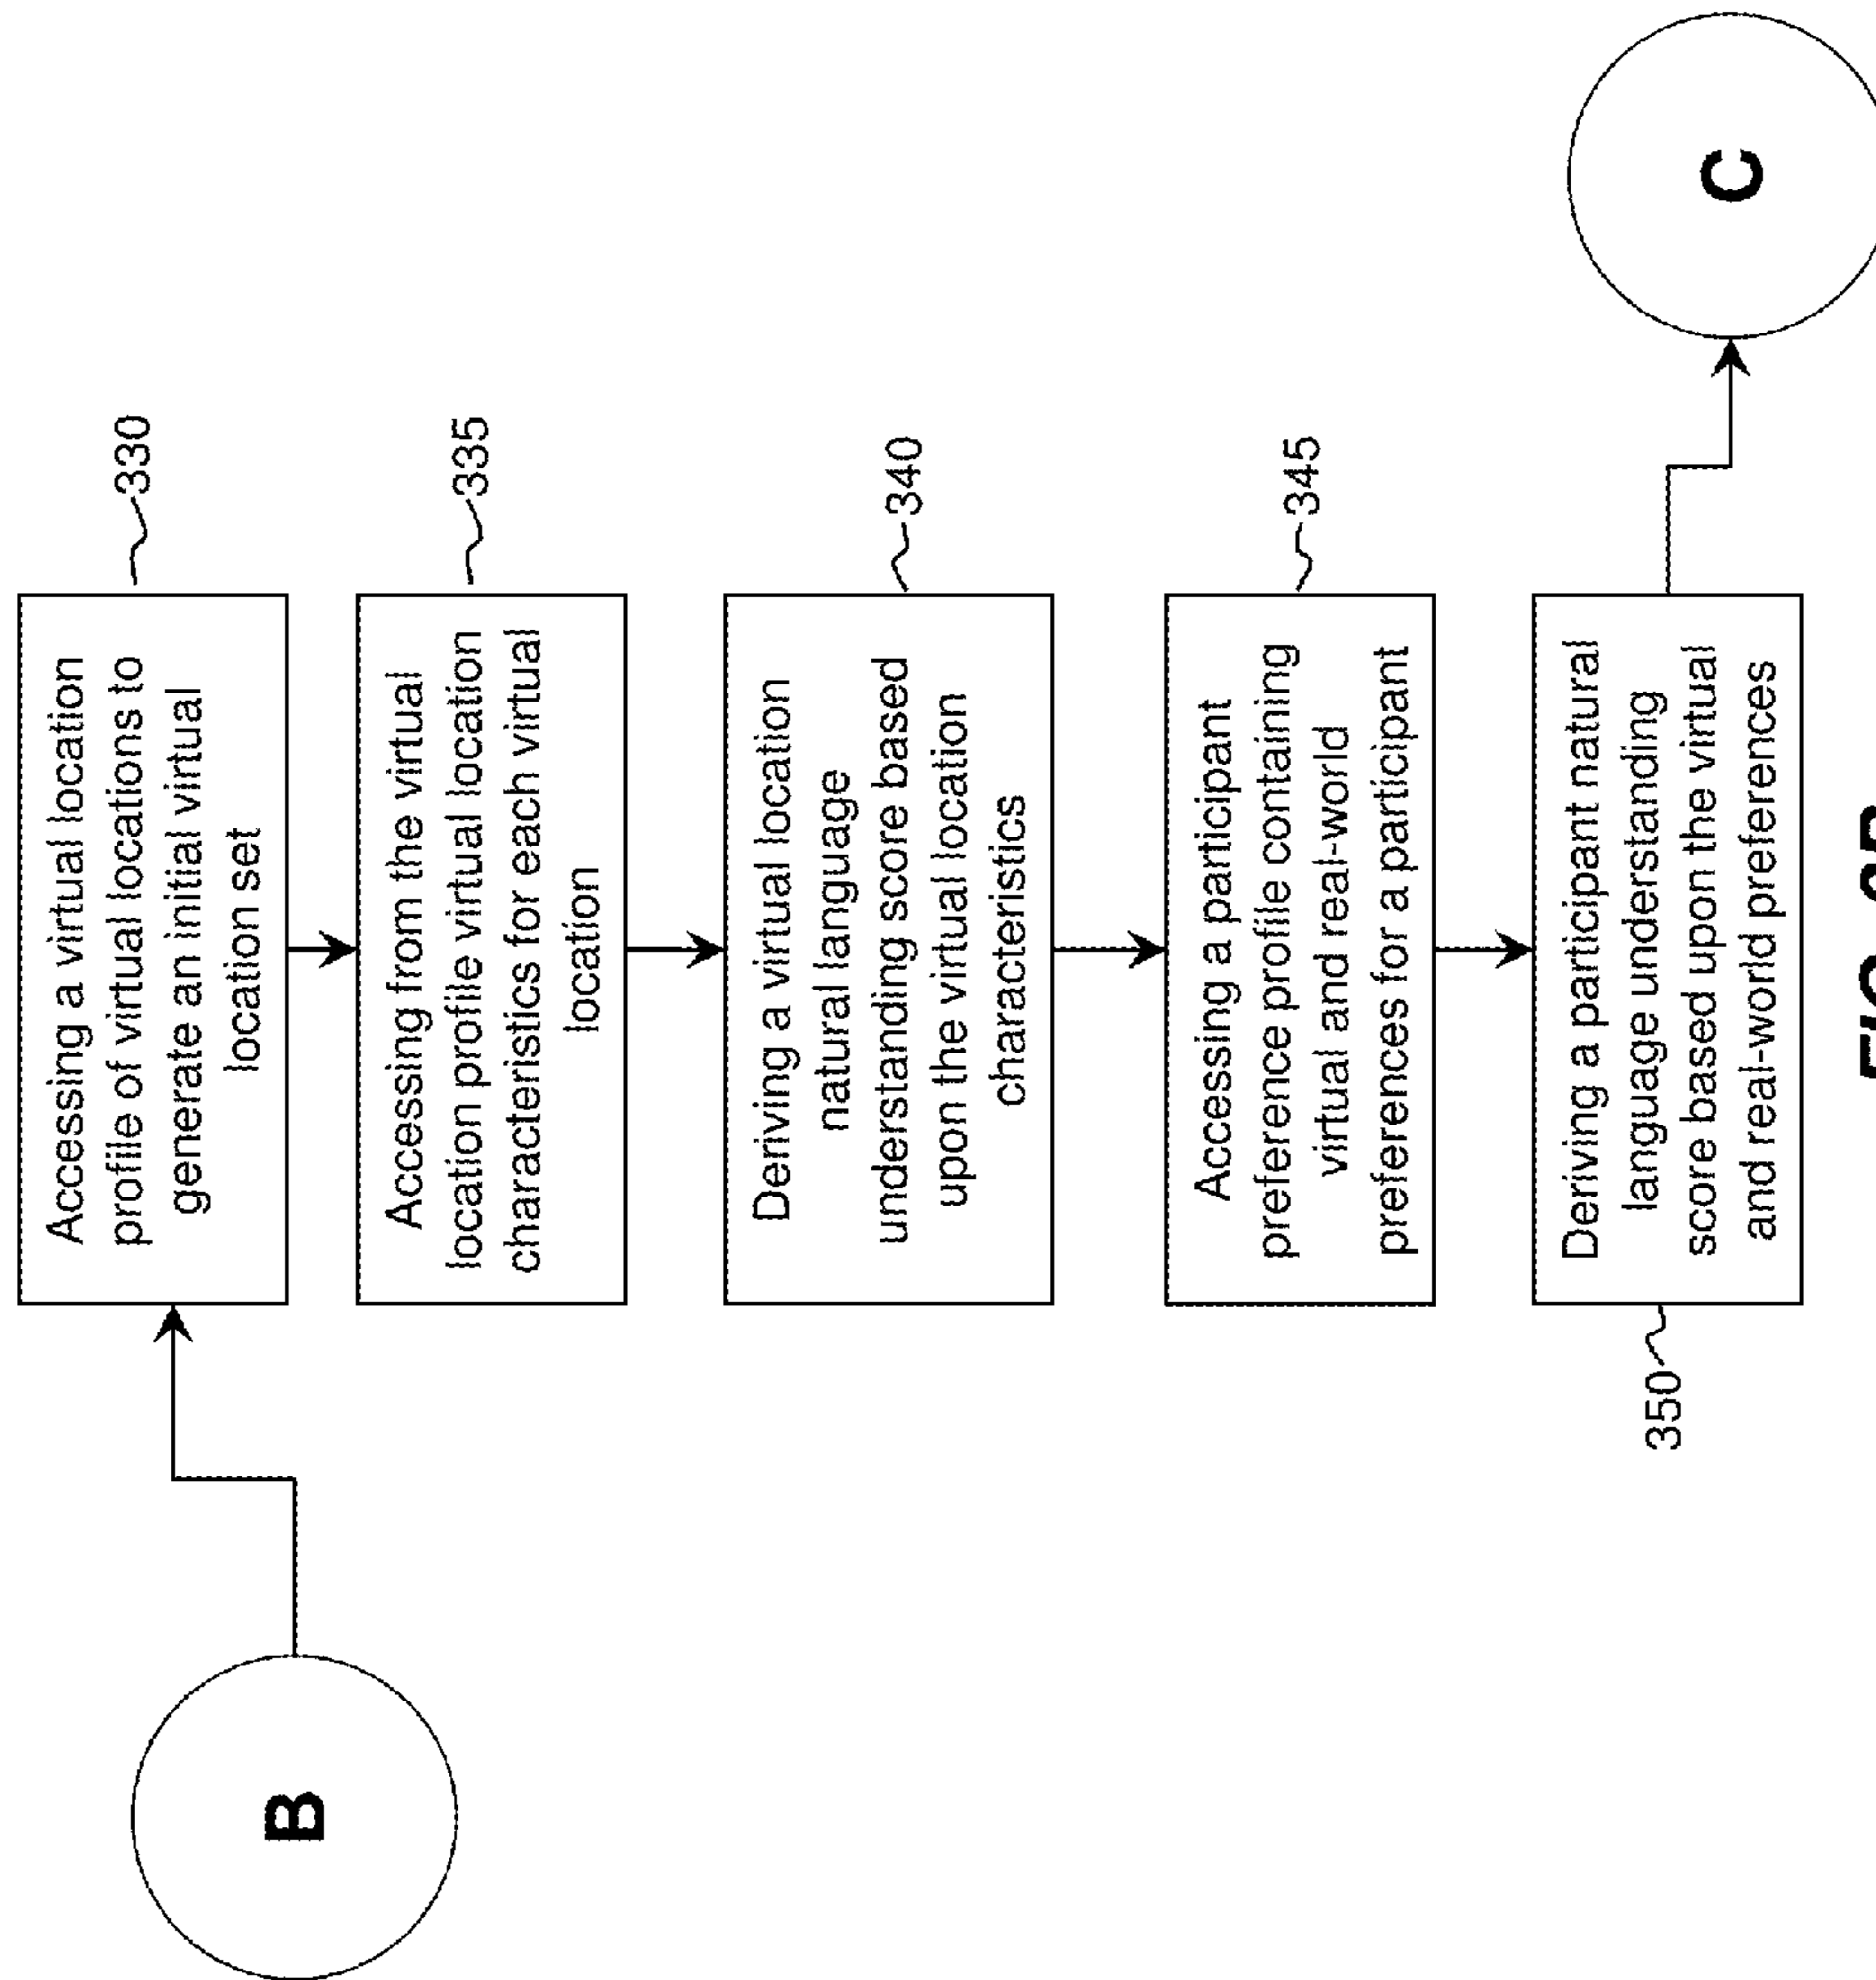 B
Accessing a virtual location
profile of virtual locations to
generate an initial virtual
location set
330
Accessing from the virtual
location profile virtual location
characteristics for each virtual
location
335
Deriving a virtual location
natural language
understanding score based
upon the virtual location
characteristics
340
Accessing a participant
preference profile containing
virtual and real-world
preferences for a participant
345
Deriving a participant natural
language understanding
score based upon the virtual
and real-world preferences
350
C
FIG.